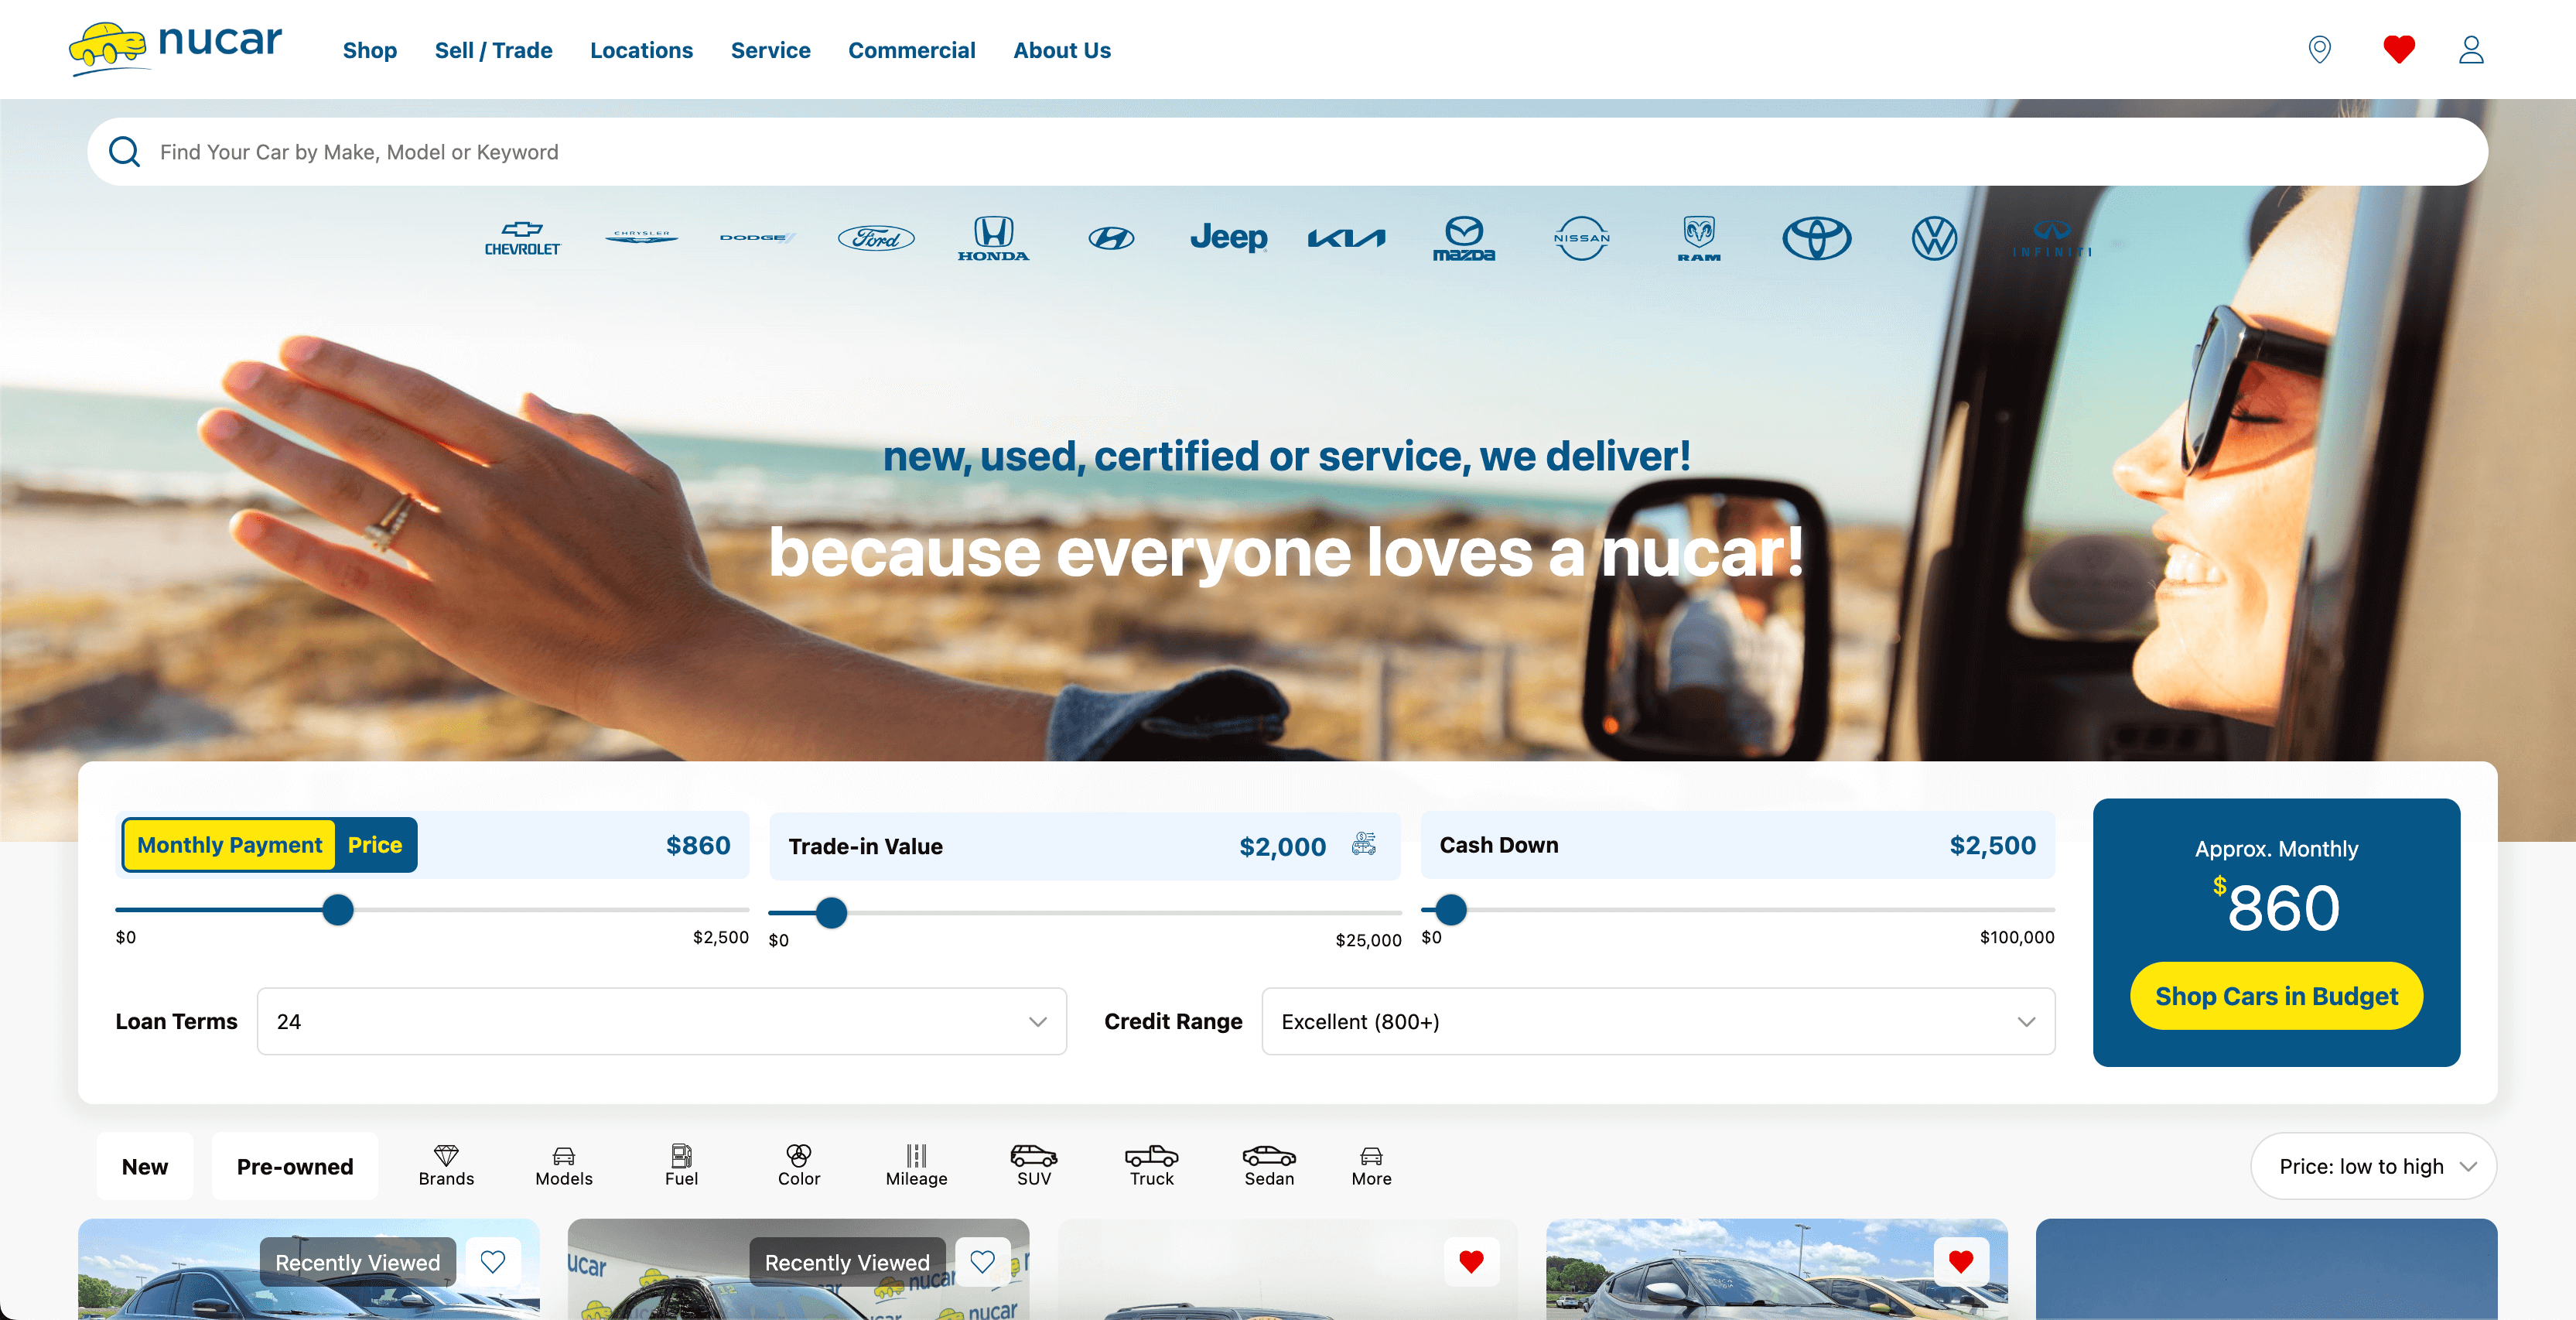 nucar
Shop Sell / Trade Locations Service Commercial About Us
Find Your Car by Make, Model or Keyword
CHEVROLET CHRYSLER DODGE Ford HONDA Jeep KIA mazda NISSAN RAM INFINITI
new, used, certified or service, we deliver!
because everyone loves a nucar!
Monthly Payment Price $860
$0 $2,500
Trade-in Value $2,000
$0 $25,000
Cash Down $2,500
$0 $100,000
Loan Terms 24
Credit Range Excellent (800+)
Approx. Monthly
$860
Shop Cars in Budget
New Pre-owned Brands Models Fuel Color Mileage SUV Truck Sedan More
Price: low to high
Recently Viewed
Recently Viewed
ucar
nucar
nucar